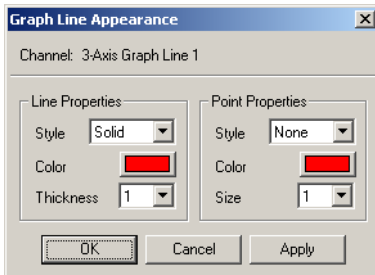 Graph Line Appearance
Channel: 3-Axis Graph Line 1
Line Properties
Style Solid
Color
Thickness 1
Point Properties
Style None
Color
Size 1
OK Cancel Apply